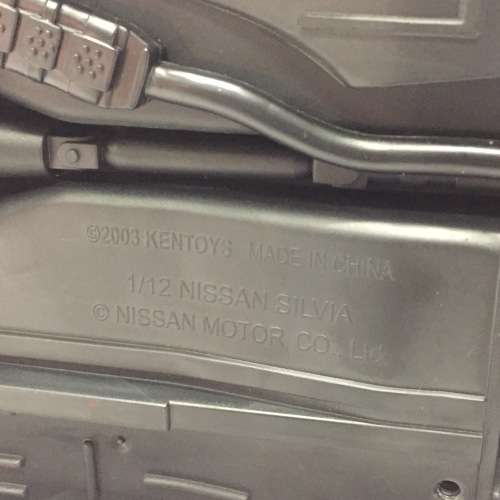 ©2003 KENTOYS MADE IN CHINA
1/12 NISSAN SILVIA
© NISSAN MOTOR CO., Ltd